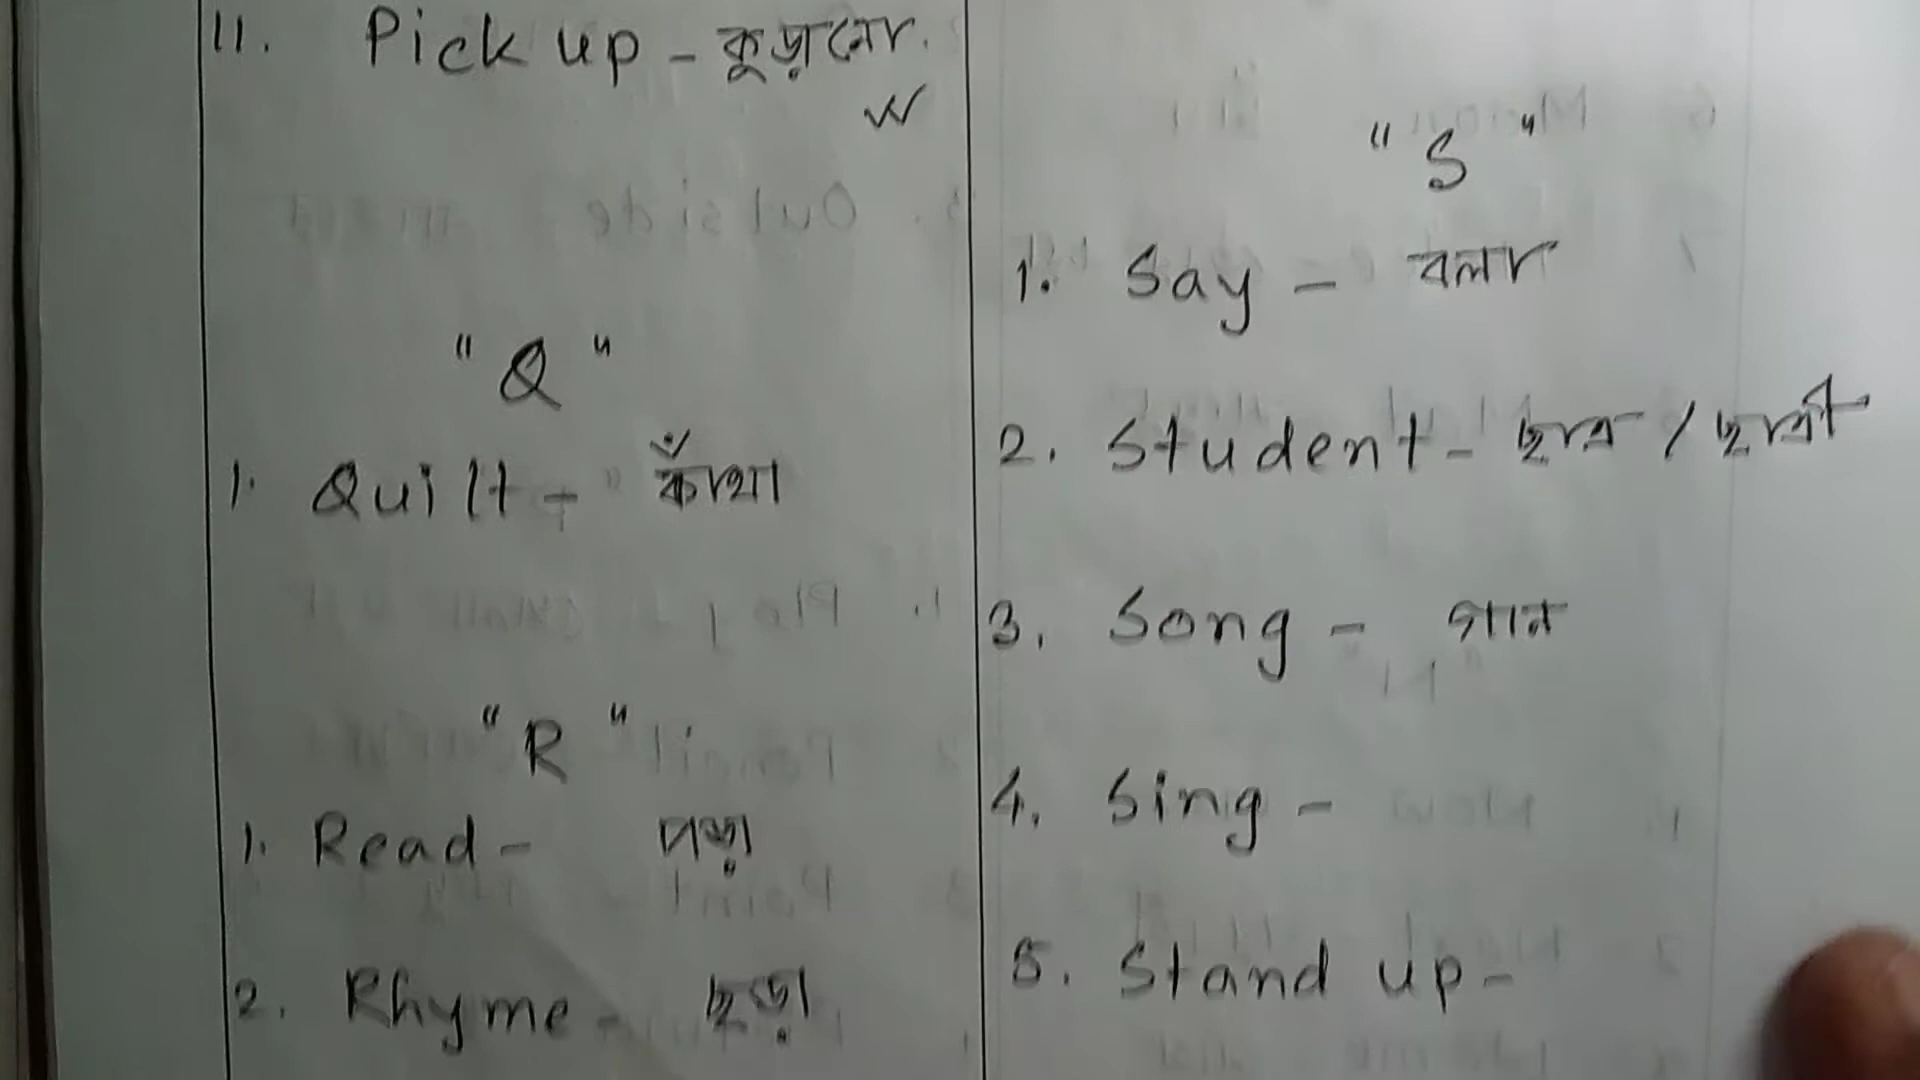 11. Pick up - কুড়ানো.
"Q"
1. Quilt - কাঁথা
"R"
1. Read - পড়া
2. Rhyme - ছড়া
"S"
1. Say - বলা
2. Student - ছাত্র / ছাত্রী
3. Song - গান
4. Sing -
5. Stand up -